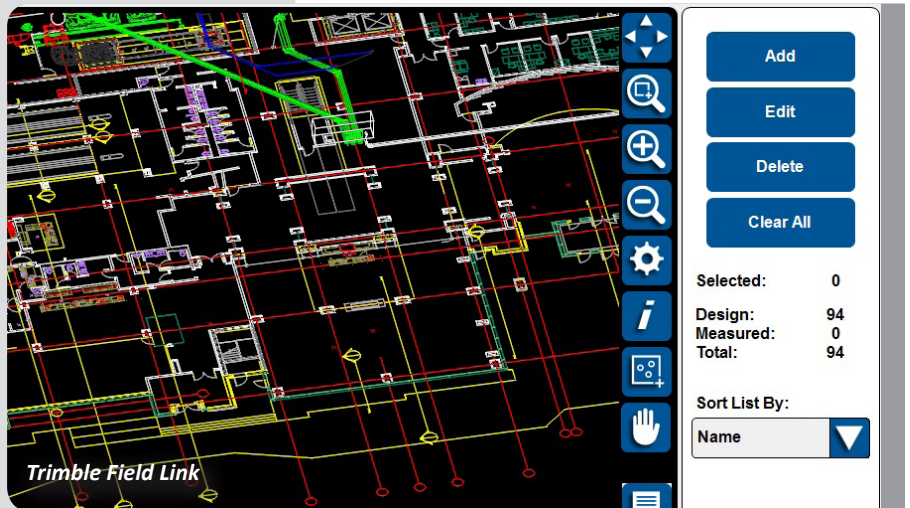 Add
Edit
Delete
Clear All
Selected: 0
Design: 94
Measured: 0
Total: 94
Sort List By:
Name
Trimble Field Link